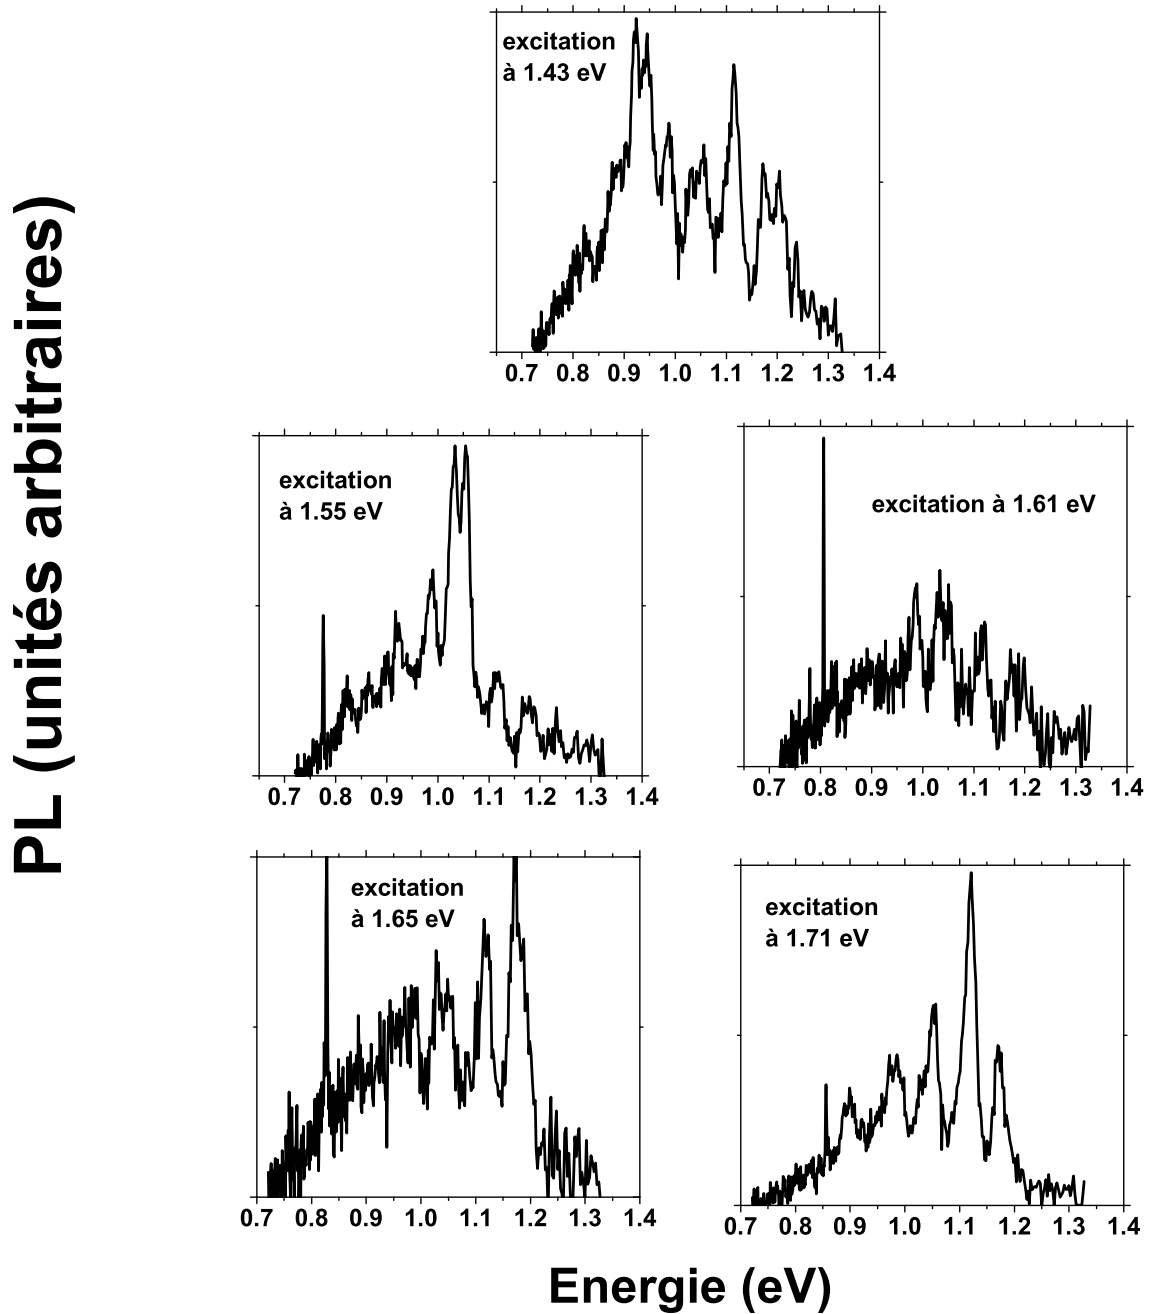 PL (unités arbitraires)
excitation
à 1.43 eV
0.7 0.8 0.9 1.0 1.1 1.2 1.3 1.4
excitation
à 1.55 eV
0.7 0.8 0.9 1.0 1.1 1.2 1.3 1.4
excitation à 1.61 eV
0.7 0.8 0.9 1.0 1.1 1.2 1.3 1.4
excitation
à 1.65 eV
0.7 0.8 0.9 1.0 1.1 1.2 1.3 1.4
excitation
à 1.71 eV
0.7 0.8 0.9 1.0 1.1 1.2 1.3 1.4
Energie (eV)